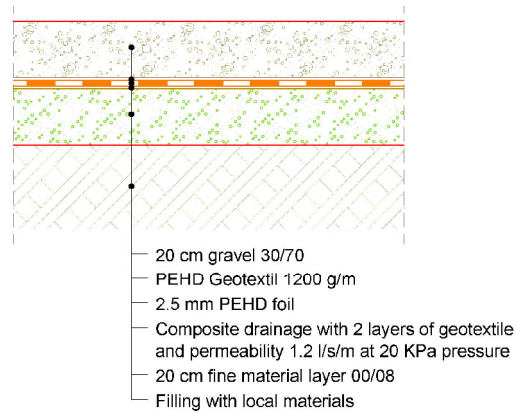 20 cm gravel 30/70
PEHD Geotextil 1200 g/m
2.5 mm PEHD foil
Composite drainage with 2 layers of geotextile
and permeability 1.2 l/s/m at 20 KPa pressure
20 cm fine material layer 00/08
Filling with local materials